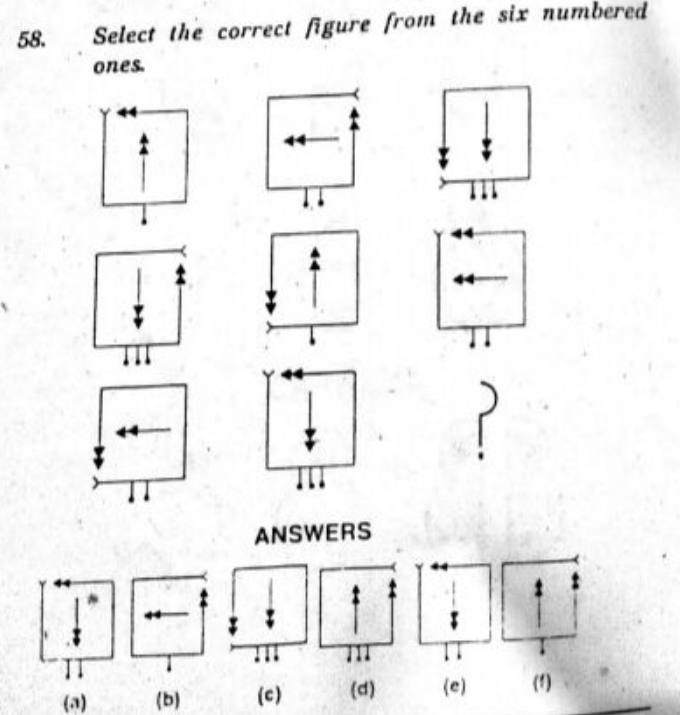 58. Select the correct figure from the six numbered
ones.
?
ANSWERS
(a) (b) (c) (d) (e) (f)